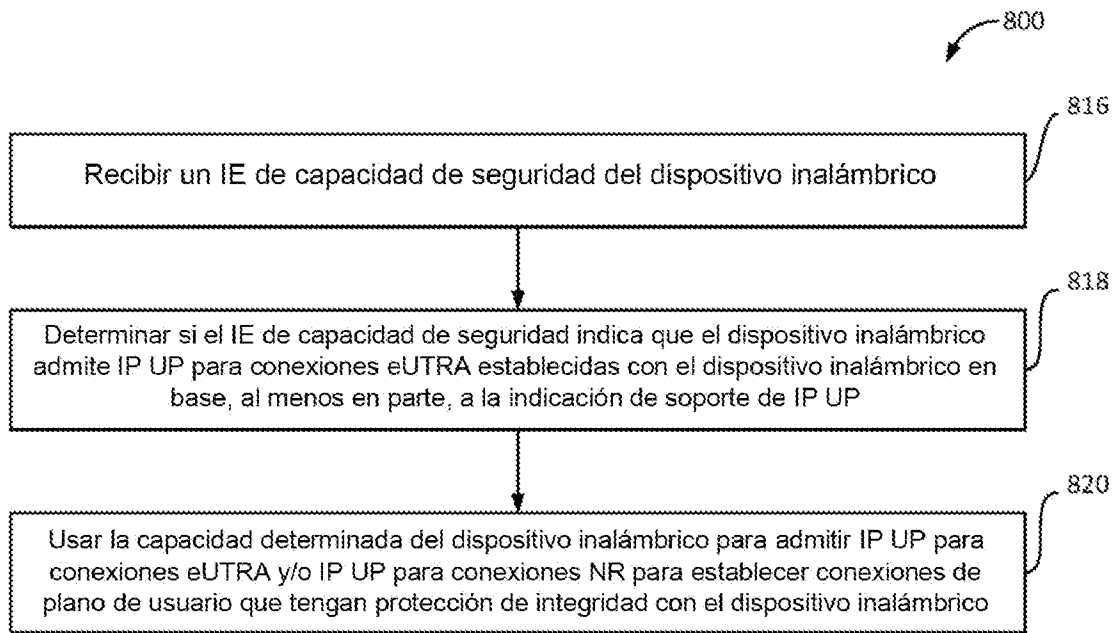 800
816
Recibir un IE de capacidad de seguridad del dispositivo inalámbrico
818
Determinar si el IE de capacidad de seguridad indica que el dispositivo inalámbrico
admite IP UP para conexiones eUTRA establecidas con el dispositivo inalámbrico en
base, al menos en parte, a la indicación de soporte de IP UP
820
Usar la capacidad determinada del dispositivo inalámbrico para admitir IP UP para
conexiones eUTRA y/o IP UP para conexiones NR para establecer conexiones de
plano de usuario que tengan protección de integridad con el dispositivo inalámbrico